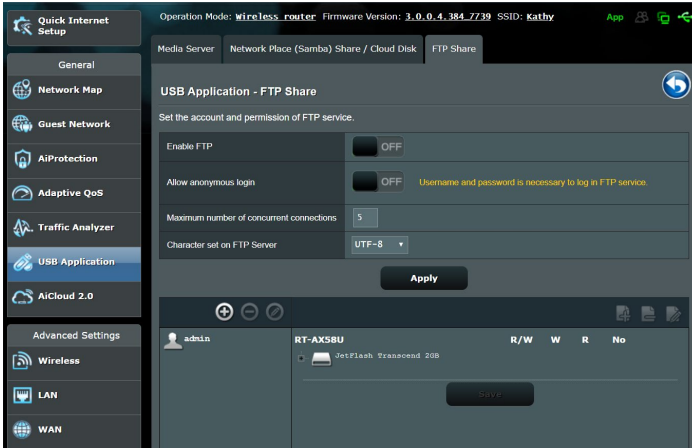 Quick Internet
Setup
Operation Mode: Wireless router Firmware Version: 3.0.0.4.384_7739 SSID: Kathy
App
Media Server
Network Place (Samba) Share / Cloud Disk
FTP Share
General
Network Map
Guest Network
AiProtection
Adaptive QoS
Traffic Analyzer
USB Application
AiCloud 2.0
Advanced Settings
Wireless
LAN
WAN
USB Application - FTP Share
Set the account and permission of FTP service.
Enable FTP
OFF
Allow anonymous login
OFF
Username and password is necessary to log in FTP service.
Maximum number of concurrent connections
5
Character set on FTP Server
UTF-8
Apply
admin
RT-AX58U
R/W W R No
JetFlash Transcend 2GB
Save